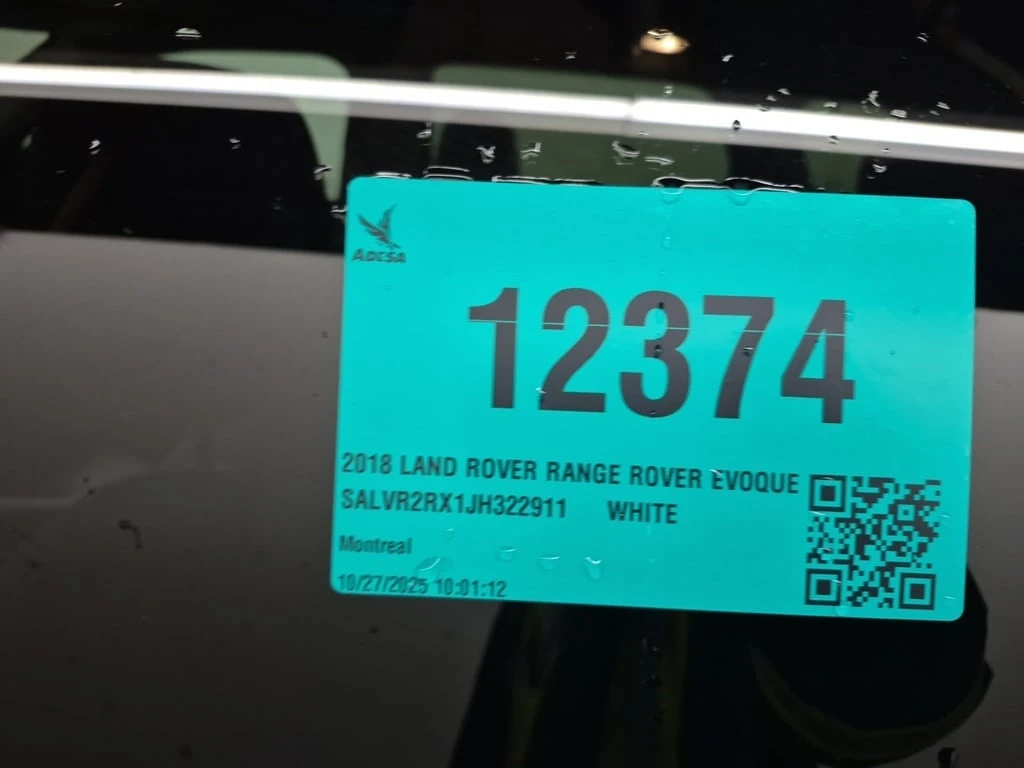 ADESA
12374
2018 LAND ROVER RANGE ROVER EVOQUE
SALVR2RX1JH322911 WHITE
Montreal
10/27/2025 10:01:12